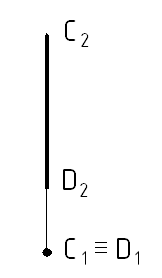 C₂
D₂
C₁ ≡ D₁